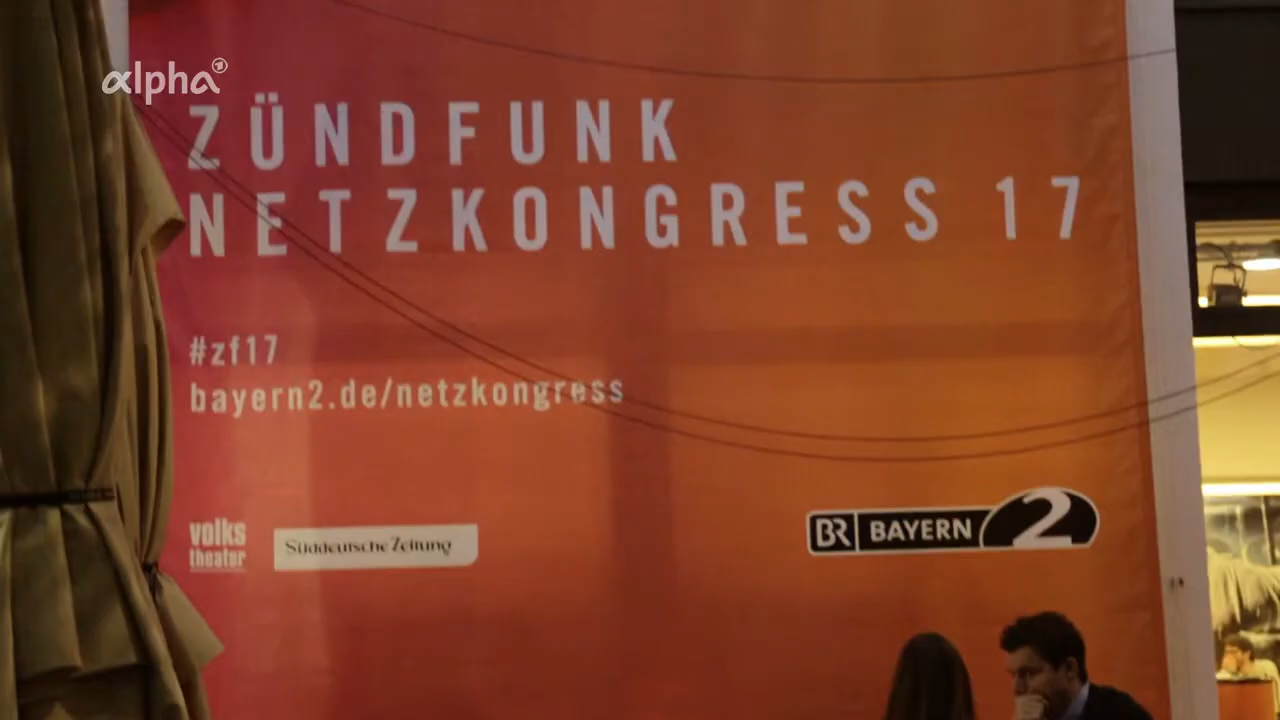 alpha
ZÜNDFUNK
NETZKONGRESS 17
#zf17
bayern2.de/netzkongress
volks
theater
Süddeutsche Zeitung
BR BAYERN 2